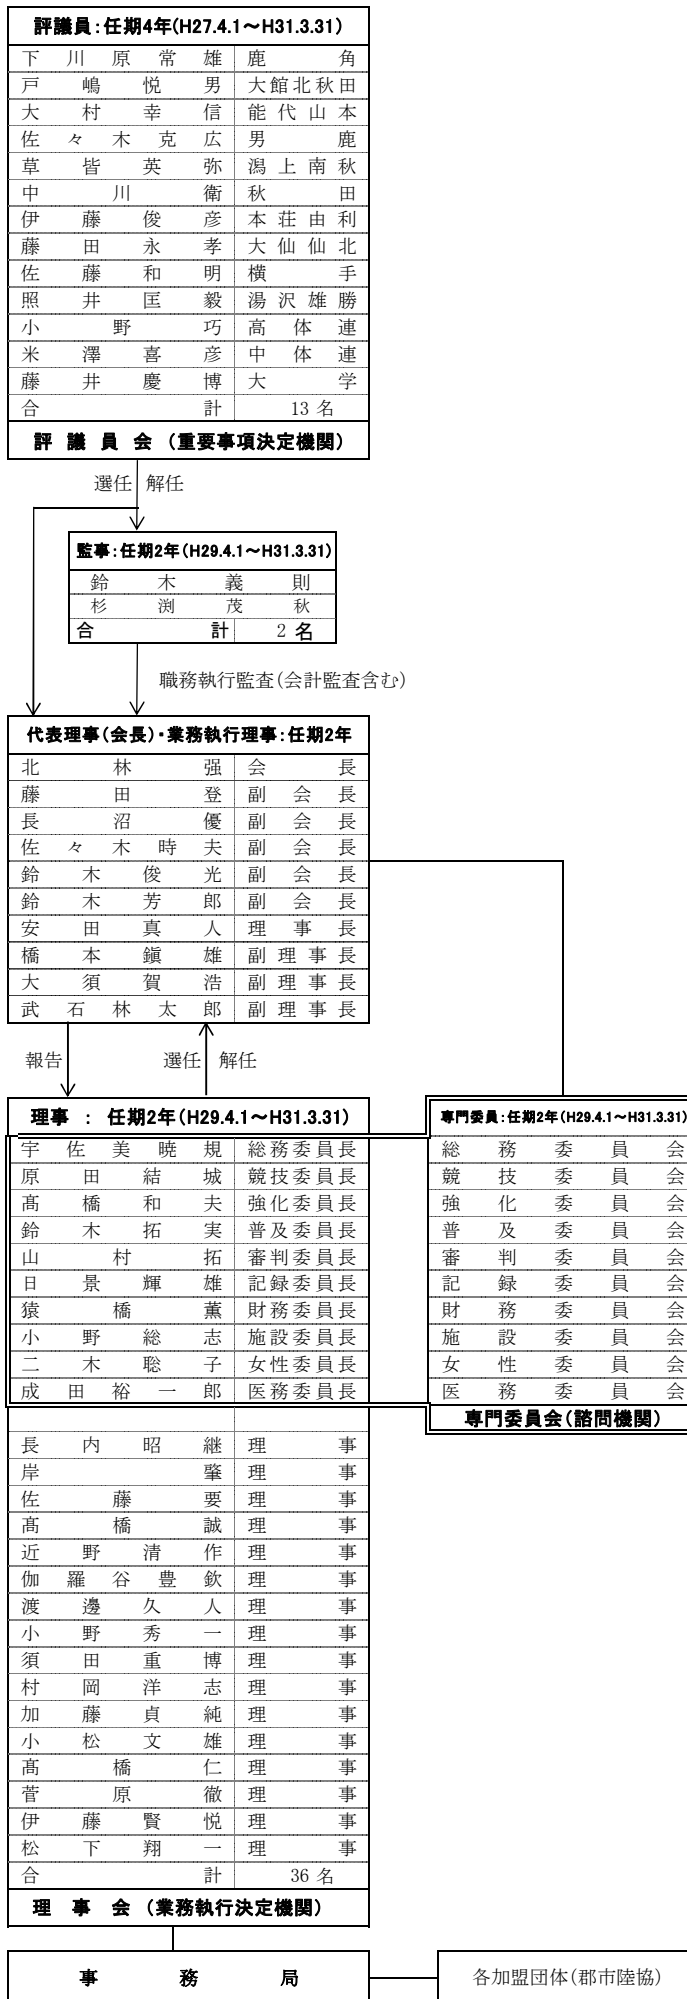 評議員：任期4年(H27.4.1～H31.3.31)
下川原常雄 鹿角
戸嶋悦男 大館北秋田
大村幸信 能代山本
佐々木克広 男鹿
草皆英弥 潟上南秋
中川衛 秋田
伊藤俊彦 本荘由利
藤田永孝 大仙仙北
佐藤和明 横手
照井匡毅 湯沢雄勝
小野巧 高体連
米澤喜彦 中体連
藤井慶博 大学
合計 13 名
評議員会（重要事項決定機関）
選任 解任
監事：任期2年(H29.4.1～H31.3.31)
鈴木義則
杉渕茂秋
合計 2 名
職務執行監査(会計監査含む)
代表理事(会長)・業務執行理事：任期2年
北林强 会長
藤田登 副会長
長沼優 副会長
佐々木時夫 副会長
鈴木俊光 副会長
鈴木芳郎 副会長
安田真人 理事長
橋本鎭雄 副理事長
大須賀浩 副理事長
武石林太郎 副理事長
報告 選任 解任
理事 ： 任期2年(H29.4.1～H31.3.31)
宇佐美暁規 総務委員長
原田結城 競技委員長
髙橋和夫 強化委員長
鈴木拓実 普及委員長
山村拓 審判委員長
日景輝雄 記録委員長
猿橋薫 財務委員長
小野総志 施設委員長
二木聡子 女性委員長
成田裕一郎 医務委員長
専門委員：任期2年(H29.4.1～H31.3.31)
総務委員会
競技委員会
強化委員会
普及委員会
審判委員会
記録委員会
財務委員会
施設委員会
女性委員会
医務委員会
専門委員会(諮問機関)
長内昭継 理事
岸肇 理事
佐藤要 理事
髙橋誠 理事
近野清作 理事
伽羅谷豊欽 理事
渡邊久人 理事
小野秀一 理事
須田重博 理事
村岡洋志 理事
加藤貞純 理事
小松文雄 理事
髙橋仁 理事
菅原徹 理事
伊藤賢悦 理事
松下翔一 理事
合計 36 名
理事会（業務執行決定機関）
事務局
各加盟団体(郡市陸協)